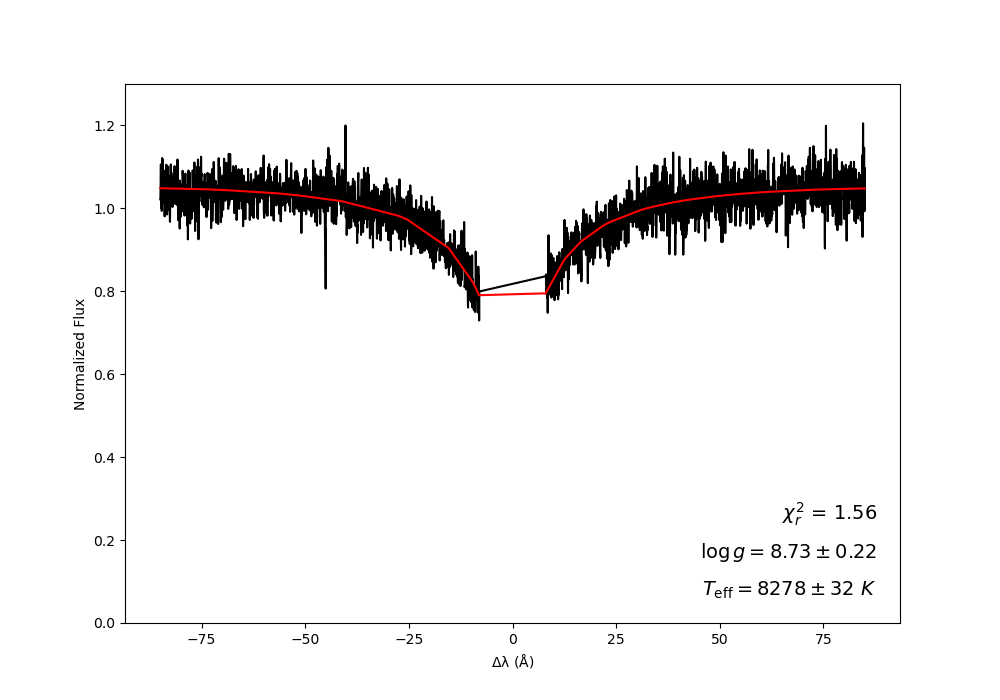 1.2
1.0
0.8
0.6
0.4
0.2
0.0
Normalized Flux
χ²ᵣ = 1.56
log g = 8.73 ± 0.22
T_eff = 8278 ± 32 K
−75 −50 −25 0 25 50 75
Δλ (Å)